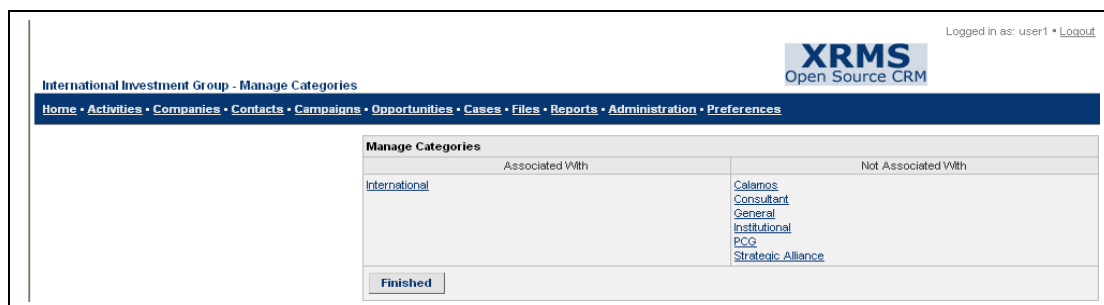 Logged in as: user1 • Logout
XRMS
Open Source CRM
International Investment Group - Manage Categories
Home • Activities • Companies • Contacts • Campaigns • Opportunities • Cases • Files • Reports • Administration • Preferences
Manage Categories
Associated With Not Associated With
International Calamos
Consultant
General
Institutional
PCG
Strategic Alliance
Finished